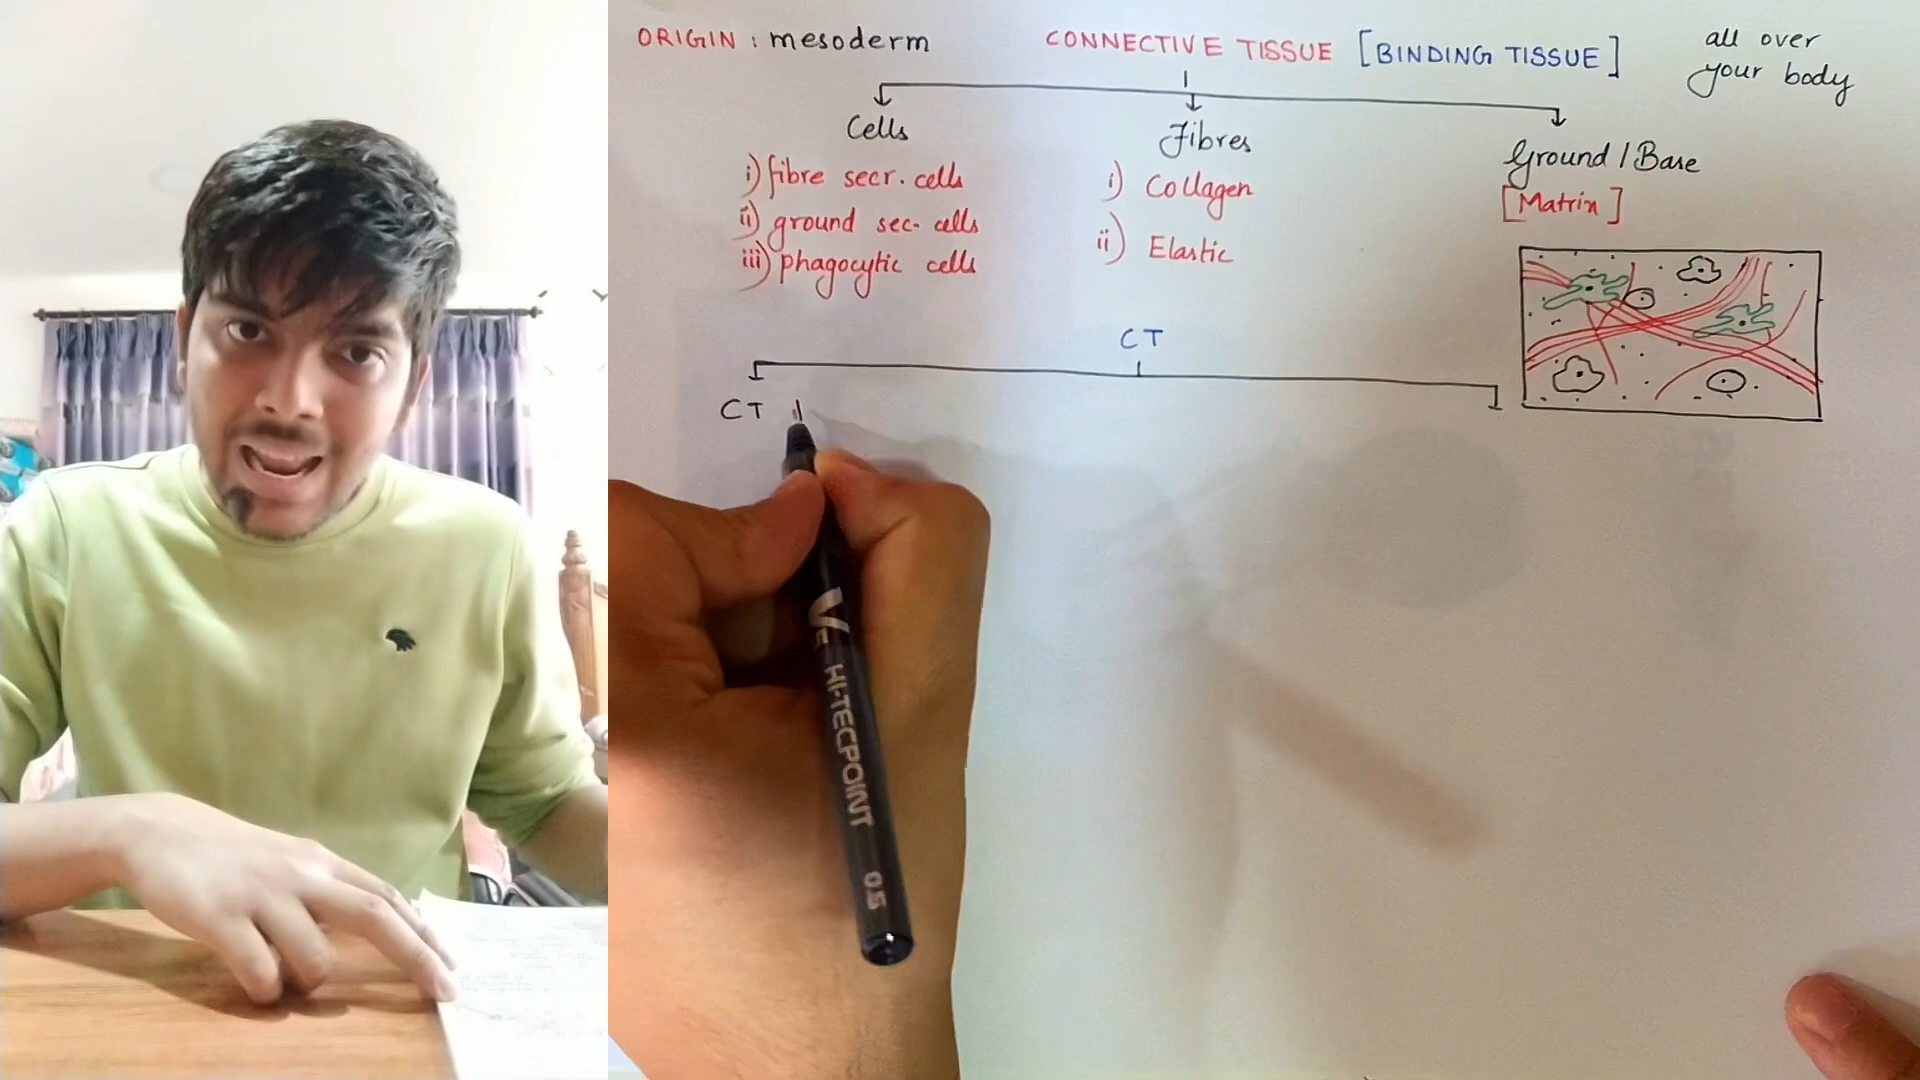 ORIGIN : mesoderm
CONNECTIVE TISSUE [BINDING TISSUE]
all over
your body
Cells
i) fibre secr. cells
ii) ground sec. cells
iii) phagocytic cells
Fibres
i) Collagen
ii) Elastic
Ground / Base
[Matrix]
CT
CT
V5 HI-TECPOINT 0.5